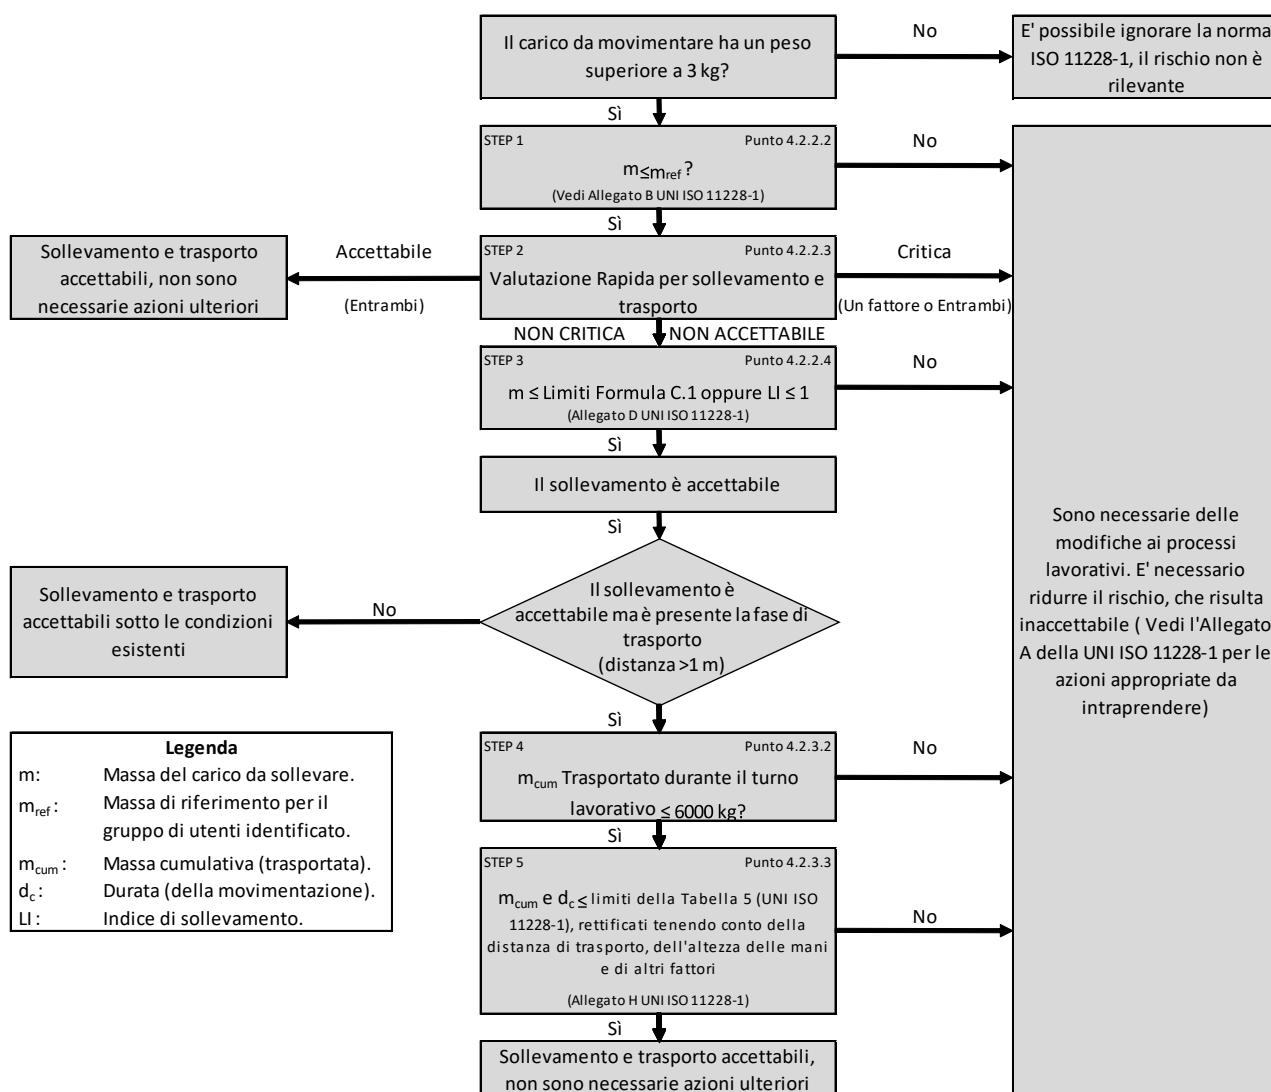 Il carico da movimentare ha un peso
superiore a 3 kg?
No
E' possibile ignorare la norma
ISO 11228-1, il rischio non è
rilevante
Sì
STEP 1 Punto 4.2.2.2
m≤mref ?
(Vedi Allegato B UNI ISO 11228-1)
No
Sì
Sollevamento e trasporto
accettabili, non sono
necessarie azioni ulteriori
Accettabile
(Entrambi)
STEP 2 Punto 4.2.2.3
Valutazione Rapida per sollevamento e
trasporto
Critica
(Un fattore o Entrambi)
NON CRITICA NON ACCETTABILE
STEP 3 Punto 4.2.2.4
m ≤ Limiti Formula C.1 oppure LI ≤ 1
(Allegato D UNI ISO 11228-1)
No
Sì
Il sollevamento è accettabile
Sì
Sollevamento e trasporto
accettabili sotto le condizioni
esistenti
No
Il sollevamento è
accettabile ma è presente la fase di
trasporto
(distanza >1 m)
Sono necessarie delle
modifiche ai processi
lavorativi. E' necessario
ridurre il rischio, che risulta
inaccettabile ( Vedi l'Allegato
A della UNI ISO 11228-1 per le
azioni appropriate da
intraprendere)
Sì
STEP 4 Punto 4.2.3.2
mcum Trasportato durante il turno
lavorativo ≤ 6000 kg?
No
Sì
STEP 5 Punto 4.2.3.3
mcum e dc ≤ limiti della Tabella 5 (UNI ISO
11228-1), rettificati tenendo conto della
distanza di trasporto, dell'altezza delle mani
e di altri fattori
(Allegato H UNI ISO 11228-1)
No
Sì
Sollevamento e trasporto accettabili,
non sono necessarie azioni ulteriori
Legenda
m: Massa del carico da sollevare.
mref : Massa di riferimento per il
gruppo di utenti identificato.
mcum : Massa cumulativa (trasportata).
dc : Durata (della movimentazione).
LI : Indice di sollevamento.